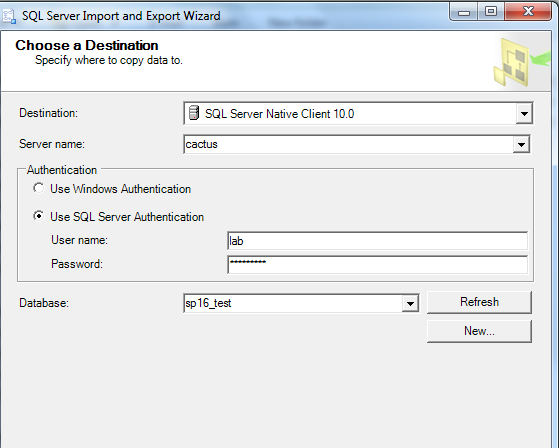 SQL Server Import and Export Wizard
Choose a Destination
Specify where to copy data to.
Destination: SQL Server Native Client 10.0
Server name: cactus
Authentication
Use Windows Authentication
Use SQL Server Authentication
User name: lab
Password: *********
Database: sp16_test Refresh
New...